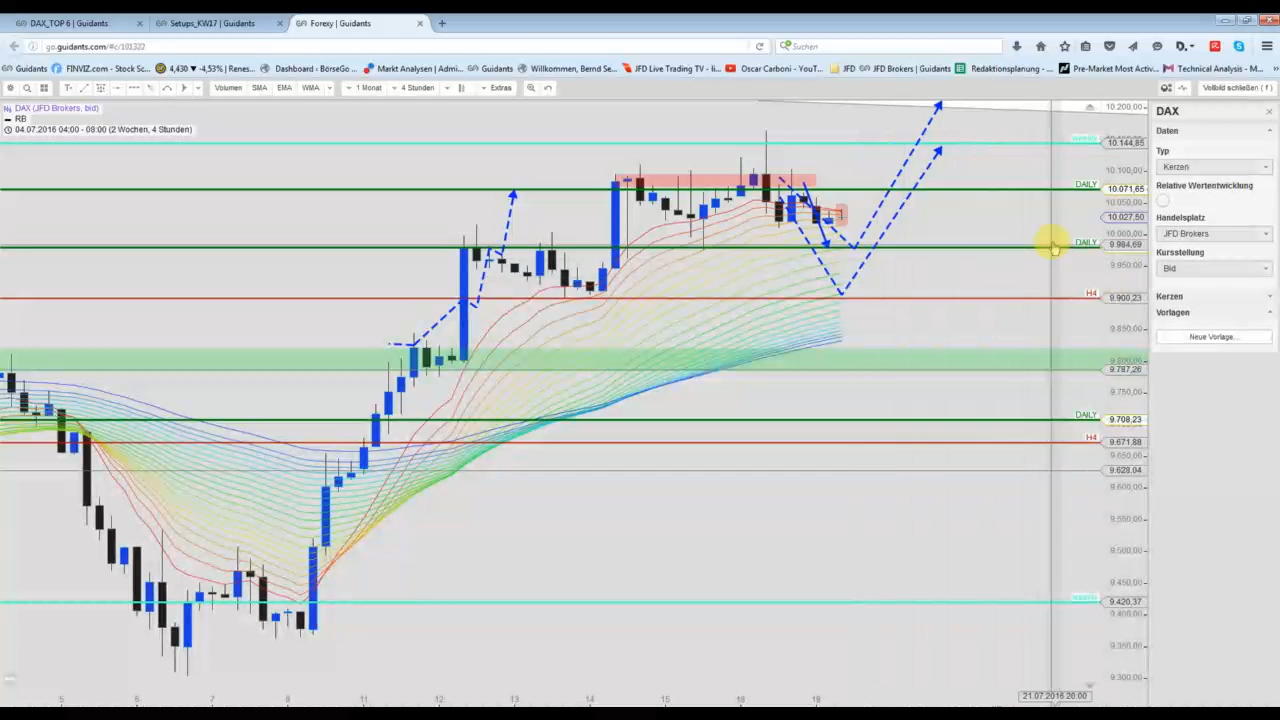 DAX_TOP 6 | Guidants
Setups_KW17 | Guidants
Forexy | Guidants
go.guidants.com/#c/101322
Suchen
Guidants
FINVIZ.com - Stock Sc...
4,430 ▾ -4,53% | Renes...
Dashboard - BörseGo ...
Markt Analysen | Admi...
Guidants
Willkommen, Bernd Se...
JFD Live Trading TV - li...
Oscar Carboni - YouT...
JFD
JFD Brokers | Guidants
Redaktionsplanung - ...
Pre-Market Most Activ...
Technical Analysis - M...
Volumen
SMA
EMA
WMA
1 Monat
4 Stunden
Extras
Vollbild schließen ( f )
DAX (JFD Brokers, bid)
RB
04.07.2016 04:00 - 08:00 (2 Wochen, 4 Stunden)
10.200,00
10.144,85
10.100,00
DAILY
10.071,65
10.050,00
10.027,50
10.000,00
DAILY
9.984,69
9.950,00
H4
9.900,23
9.850,00
9.800,00
9.787,26
9.750,00
DAILY
9.708,23
H4
9.671,88
9.650,00
9.628,04
9.600,00
9.550,00
9.500,00
9.450,00
9.420,37
9.400,00
9.350,00
9.300,00
5
6
7
8
11
12
13
14
15
18
19
21.07.2016 20:00
DAX
Daten
Typ
Kerzen
Relative Wertentwicklung
Handelsplatz
JFD Brokers
Kursstellung
Bid
Kerzen
Vorlagen
Neue Vorlage...